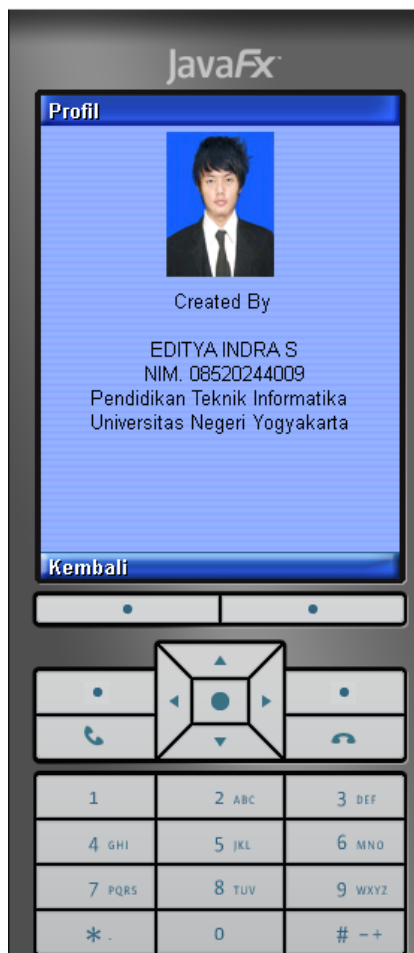 JavaFx
Profil
Created By
EDITYA INDRA S
NIM. 08520244009
Pendidikan Teknik Informatika
Universitas Negeri Yogyakarta
Kembali
1 2 ABC 3 DEF
4 GHI 5 JKL 6 MNO
7 PQRS 8 TUV 9 WXYZ
* . 0 # - +